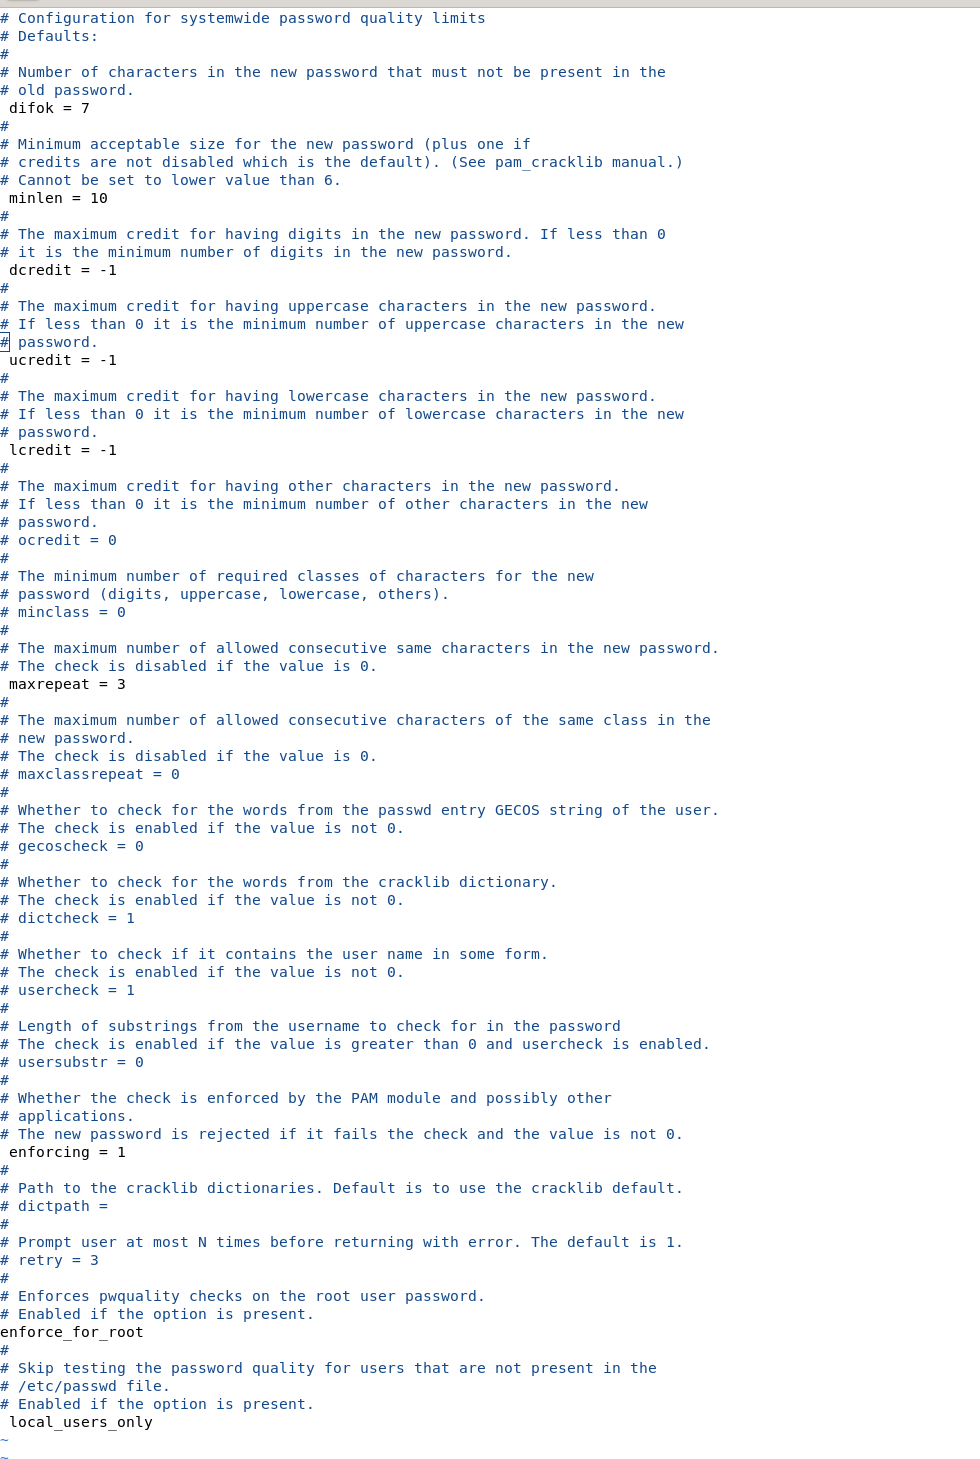 # Configuration for systemwide password quality limits
# Defaults:
#
# Number of characters in the new password that must not be present in the
# old password.
 difok = 7
#
# Minimum acceptable size for the new password (plus one if
# credits are not disabled which is the default). (See pam_cracklib manual.)
# Cannot be set to lower value than 6.
 minlen = 10
#
# The maximum credit for having digits in the new password. If less than 0
# it is the minimum number of digits in the new password.
 dcredit = -1
#
# The maximum credit for having uppercase characters in the new password.
# If less than 0 it is the minimum number of uppercase characters in the new
# password.
 ucredit = -1
#
# The maximum credit for having lowercase characters in the new password.
# If less than 0 it is the minimum number of lowercase characters in the new
# password.
 lcredit = -1
#
# The maximum credit for having other characters in the new password.
# If less than 0 it is the minimum number of other characters in the new
# password.
# ocredit = 0
#
# The minimum number of required classes of characters for the new
# password (digits, uppercase, lowercase, others).
# minclass = 0
#
# The maximum number of allowed consecutive same characters in the new password.
# The check is disabled if the value is 0.
 maxrepeat = 3
#
# The maximum number of allowed consecutive characters of the same class in the
# new password.
# The check is disabled if the value is 0.
# maxclassrepeat = 0
#
# Whether to check for the words from the passwd entry GECOS string of the user.
# The check is enabled if the value is not 0.
# gecoscheck = 0
#
# Whether to check for the words from the cracklib dictionary.
# The check is enabled if the value is not 0.
# dictcheck = 1
#
# Whether to check if it contains the user name in some form.
# The check is enabled if the value is not 0.
# usercheck = 1
#
# Length of substrings from the username to check for in the password
# The check is enabled if the value is greater than 0 and usercheck is enabled.
# usersubstr = 0
#
# Whether the check is enforced by the PAM module and possibly other
# applications.
# The new password is rejected if it fails the check and the value is not 0.
 enforcing = 1
#
# Path to the cracklib dictionaries. Default is to use the cracklib default.
# dictpath =
#
# Prompt user at most N times before returning with error. The default is 1.
# retry = 3
#
# Enforces pwquality checks on the root user password.
# Enabled if the option is present.
enforce_for_root
#
# Skip testing the password quality for users that are not present in the
# /etc/passwd file.
# Enabled if the option is present.
 local_users_only
~
~